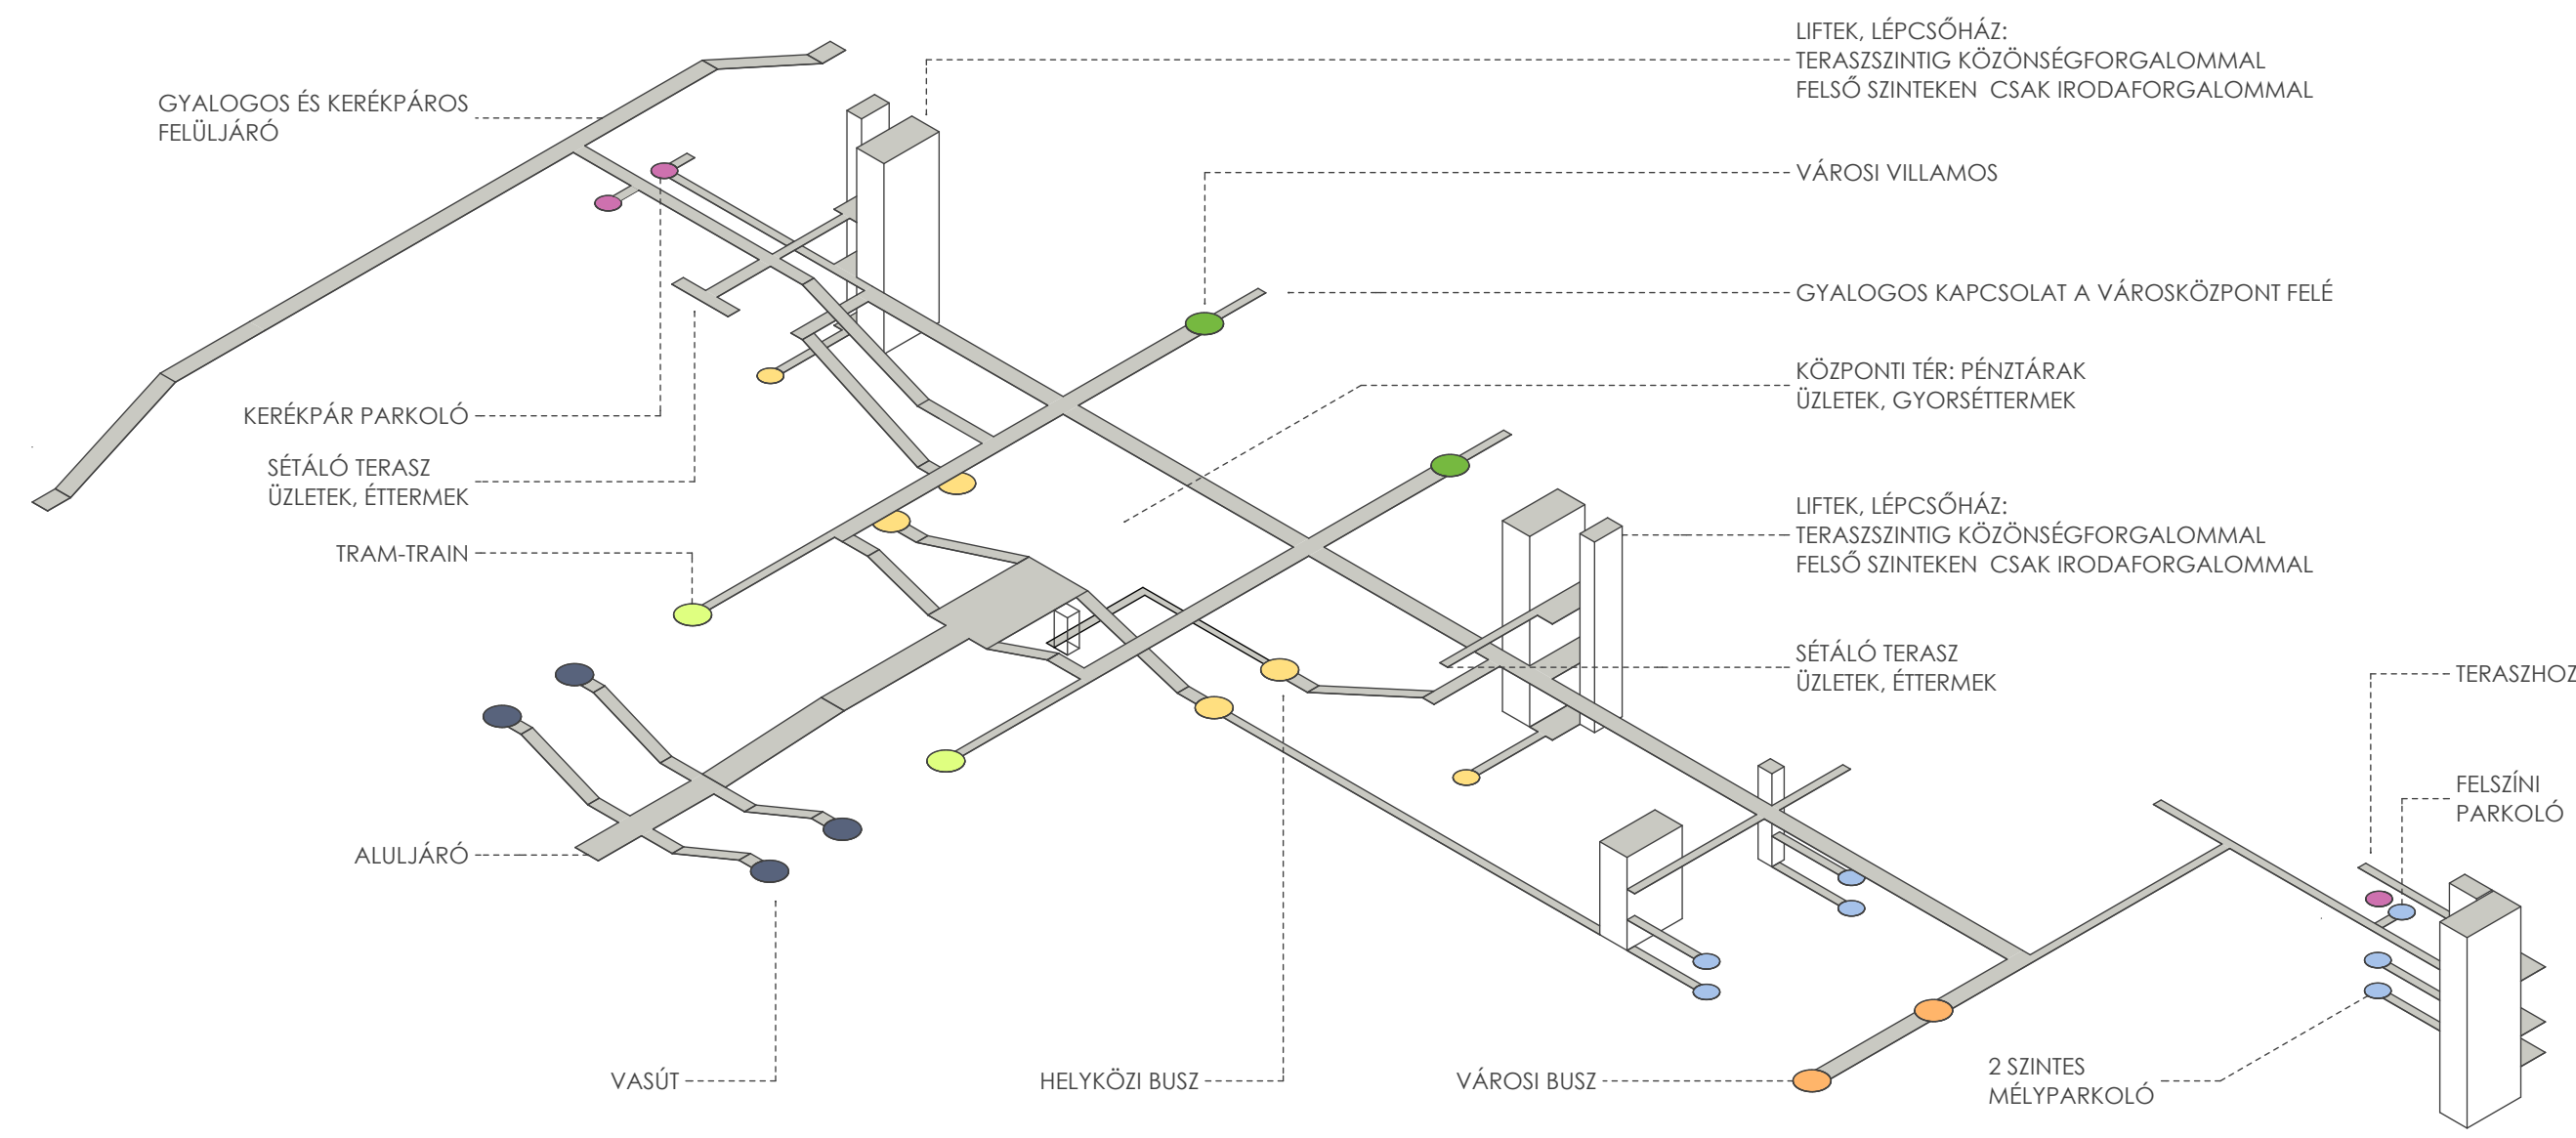 LIFTEK, LÉPCSŐHÁZ:
TERASZSZINTIG KÖZÖNSÉGFORGALOMMAL
FELSŐ SZINTEKEN  CSAK IRODAFORGALOMMAL
GYALOGOS ÉS KERÉKPÁROS
FELÜLJÁRÓ
VÁROSI VILLAMOS
GYALOGOS KAPCSOLAT A VÁROSKÖZPONT FELÉ
KÖZPONTI TÉR: PÉNZTÁRAK
ÜZLETEK, GYORSÉTTERMEK
KERÉKPÁR PARKOLÓ
SÉTÁLÓ TERASZ
ÜZLETEK, ÉTTERMEK
LIFTEK, LÉPCSŐHÁZ:
TERASZSZINTIG KÖZÖNSÉGFORGALOMMAL
FELSŐ SZINTEKEN  CSAK IRODAFORGALOMMAL
TRAM-TRAIN
SÉTÁLÓ TERASZ
ÜZLETEK, ÉTTERMEK
TERASZHOZ
FELSZÍNI
PARKOLÓ
ALULJÁRÓ
VASÚT
HELYKÖZI BUSZ
VÁROSI BUSZ
2 SZINTES
MÉLYPARKOLÓ